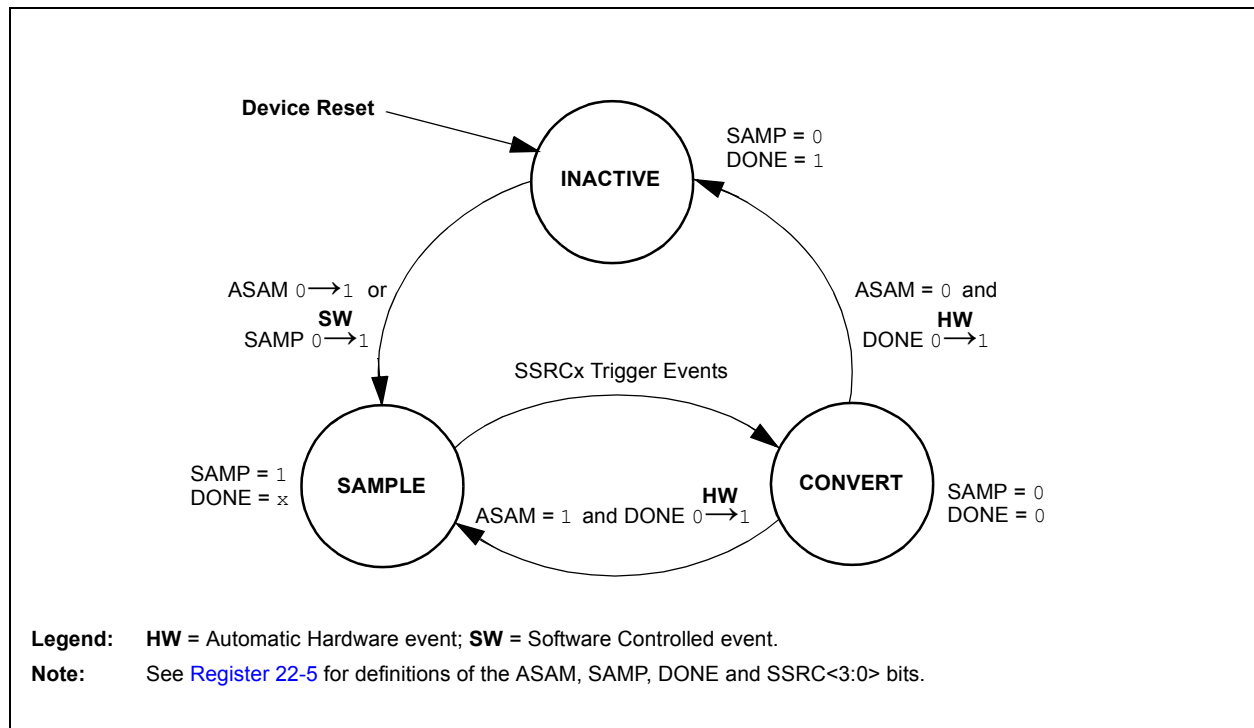 Device Reset
SAMP = 0
DONE = 1
INACTIVE
ASAM 0→1 or
SW
SAMP 0→1
ASAM = 0 and
HW
DONE 0→1
SSRCx Trigger Events
SAMP = 1
DONE = x
SAMPLE
HW
ASAM = 1 and DONE 0→1
CONVERT
SAMP = 0
DONE = 0
Legend: HW = Automatic Hardware event; SW = Software Controlled event.
Note: See Register 22-5 for definitions of the ASAM, SAMP, DONE and SSRC<3:0> bits.